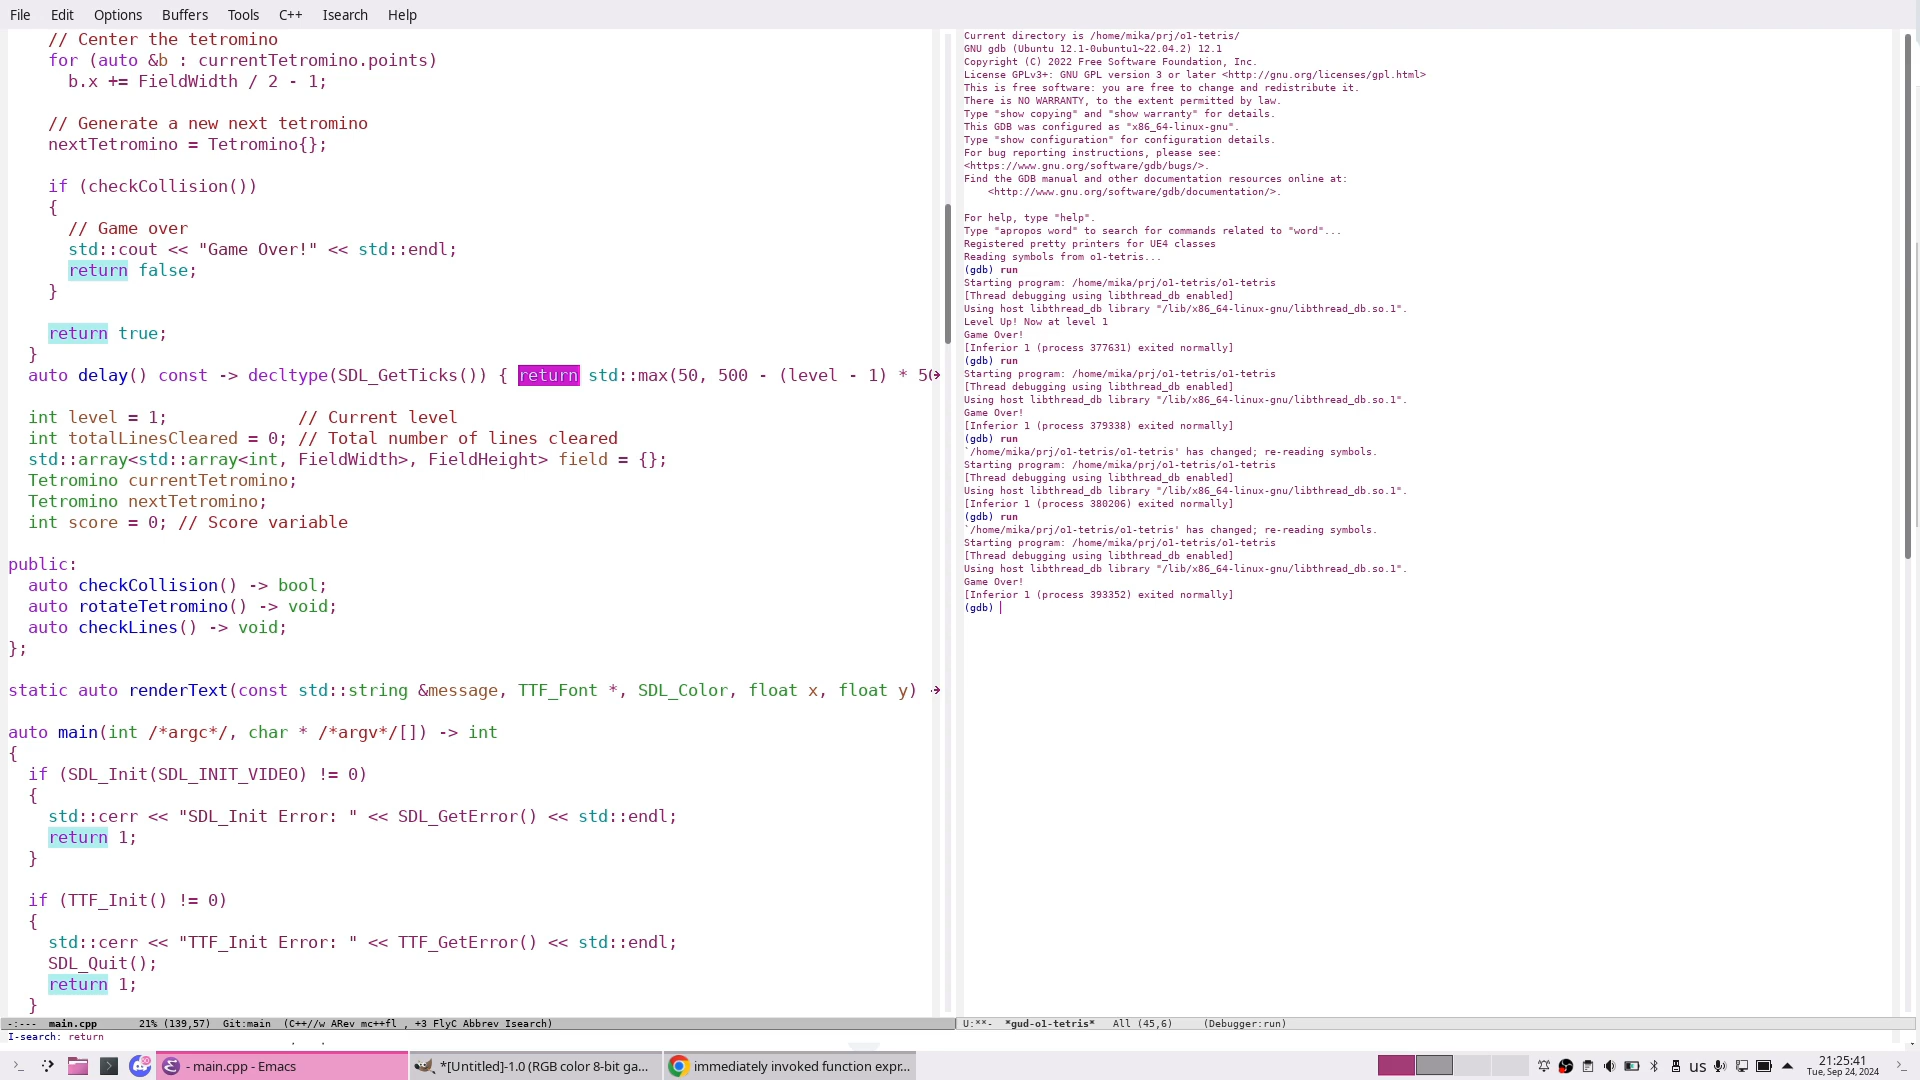 File Edit Options Buffers Tools C++ Isearch Help
// Center the tetromino
for (auto &b : currentTetromino.points)
b.x += FieldWidth / 2 - 1;
// Generate a new next tetromino
nextTetromino = Tetromino{};
if (checkCollision())
{
// Game over
std::cout << "Game Over!" << std::endl;
return false;
}
return true;
}
auto delay() const -> decltype(SDL_GetTicks()) { return std::max(50, 500 - (level - 1) * 5
int level = 1; // Current level
int totalLinesCleared = 0; // Total number of lines cleared
std::array<std::array<int, FieldWidth>, FieldHeight> field = {};
Tetromino currentTetromino;
Tetromino nextTetromino;
int score = 0; // Score variable
public:
auto checkCollision() -> bool;
auto rotateTetromino() -> void;
auto checkLines() -> void;
};
static auto renderText(const std::string &message, TTF_Font *, SDL_Color, float x, float y)
auto main(int /*argc*/, char * /*argv*/[]) -> int
{
if (SDL_Init(SDL_INIT_VIDEO) != 0)
{
std::cerr << "SDL_Init Error: " << SDL_GetError() << std::endl;
return 1;
}
if (TTF_Init() != 0)
{
std::cerr << "TTF_Init Error: " << TTF_GetError() << std::endl;
SDL_Quit();
return 1;
}
-:--- main.cpp 21% (139,57) Git:main (C++//w ARev mc++fl , +3 FlyC Abbrev Isearch)
I-search: return
Current directory is /home/mika/prj/o1-tetris/
GNU gdb (Ubuntu 12.1-0ubuntu1~22.04.2) 12.1
Copyright (C) 2022 Free Software Foundation, Inc.
License GPLv3+: GNU GPL version 3 or later <http://gnu.org/licenses/gpl.html>
This is free software: you are free to change and redistribute it.
There is NO WARRANTY, to the extent permitted by law.
Type "show copying" and "show warranty" for details.
This GDB was configured as "x86_64-linux-gnu".
Type "show configuration" for configuration details.
For bug reporting instructions, please see:
<https://www.gnu.org/software/gdb/bugs/>.
Find the GDB manual and other documentation resources online at:
<http://www.gnu.org/software/gdb/documentation/>.
For help, type "help".
Type "apropos word" to search for commands related to "word"...
Registered pretty printers for UE4 classes
Reading symbols from o1-tetris...
(gdb) run
Starting program: /home/mika/prj/o1-tetris/o1-tetris
[Thread debugging using libthread_db enabled]
Using host libthread_db library "/lib/x86_64-linux-gnu/libthread_db.so.1".
Level Up! Now at level 1
Game Over!
[Inferior 1 (process 377631) exited normally]
(gdb) run
Starting program: /home/mika/prj/o1-tetris/o1-tetris
[Thread debugging using libthread_db enabled]
Using host libthread_db library "/lib/x86_64-linux-gnu/libthread_db.so.1".
Game Over!
[Inferior 1 (process 379338) exited normally]
(gdb) run
`/home/mika/prj/o1-tetris/o1-tetris' has changed; re-reading symbols.
Starting program: /home/mika/prj/o1-tetris/o1-tetris
[Thread debugging using libthread_db enabled]
Using host libthread_db library "/lib/x86_64-linux-gnu/libthread_db.so.1".
[Inferior 1 (process 380206) exited normally]
(gdb) run
`/home/mika/prj/o1-tetris/o1-tetris' has changed; re-reading symbols.
Starting program: /home/mika/prj/o1-tetris/o1-tetris
[Thread debugging using libthread_db enabled]
Using host libthread_db library "/lib/x86_64-linux-gnu/libthread_db.so.1".
Game Over!
[Inferior 1 (process 393352) exited normally]
(gdb)
U:**- *gud-o1-tetris* All (45,6) (Debugger:run)
- main.cpp - Emacs
*[Untitled]-1.0 (RGB color 8-bit ga...
immediately invoked function expr...
us
21:25:41
Tue, Sep 24, 2024